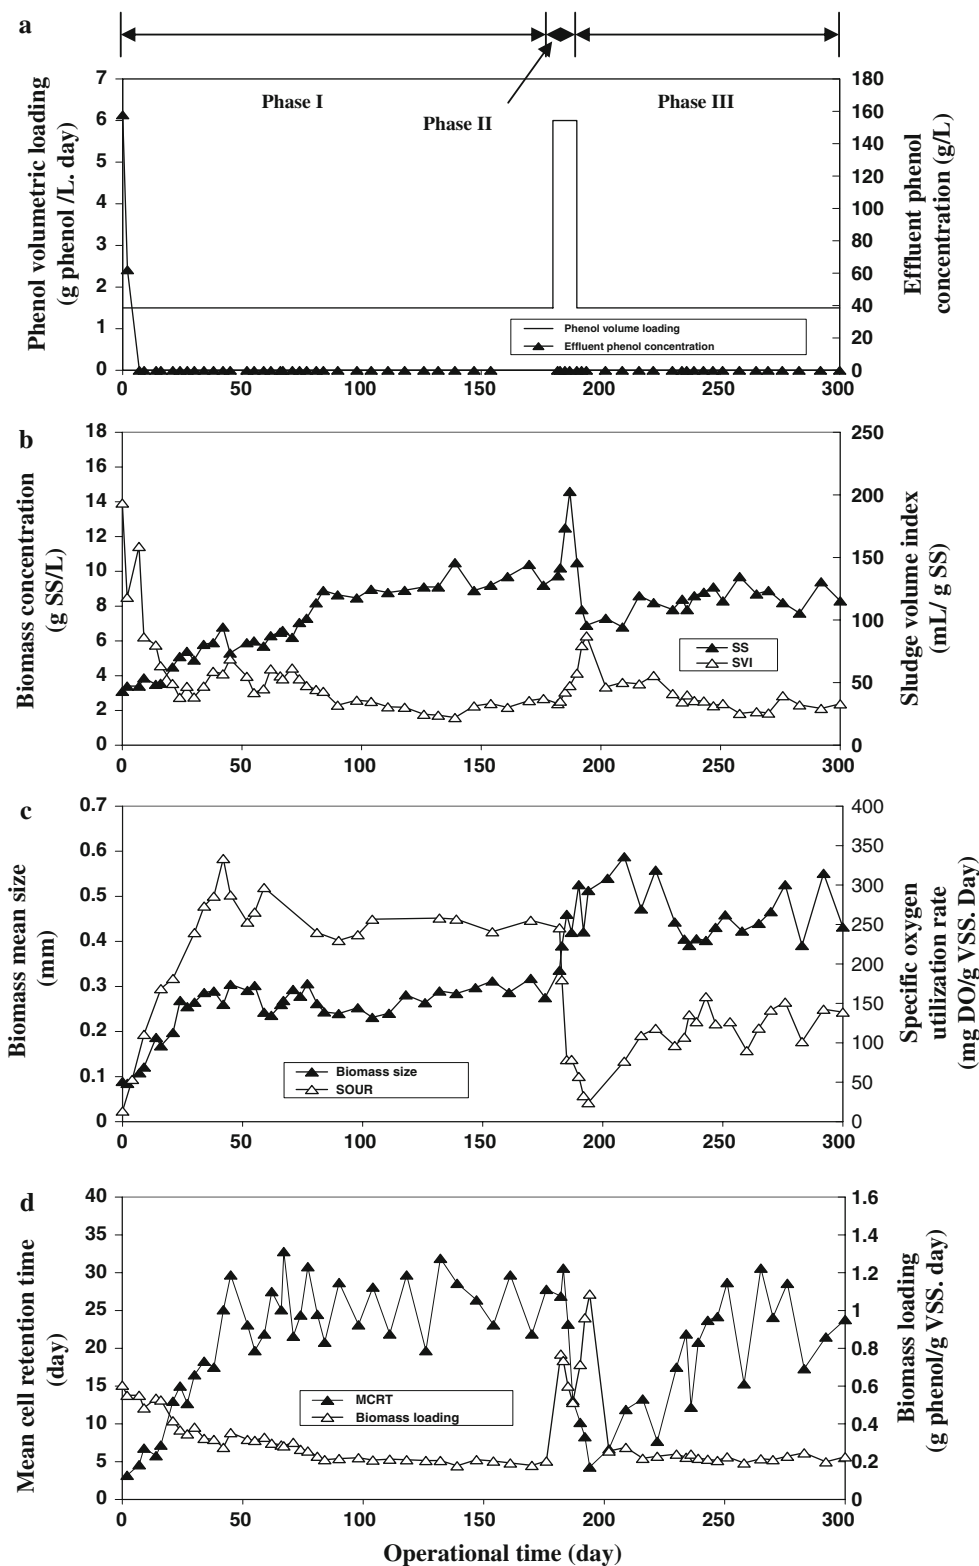 a
Phase I
Phase II
Phase III
Phenol volumetric loading
(g phenol /L. day)
7
6
5
4
3
2
1
0
180
160
140
120
100
80
60
40
20
0
Effluent phenol
concentration (g/L)
Phenol volume loading
Effluent phenol concentration
0 50 100 150 200 250 300
b
Biomass concentration
(g SS/L)
18
16
14
12
10
8
6
4
2
0
250
200
150
100
50
0
Sludge volume index
(mL/ g SS)
SS
SVI
0 50 100 150 200 250 300
c
Biomass mean size
(mm)
0.7
0.6
0.5
0.4
0.3
0.2
0.1
0
400
350
300
250
200
150
100
50
0
Specific oxygen
utilization rate
(mg DO/g VSS. Day)
Biomass size
SOUR
0 50 100 150 200 250 300
d
Mean cell retention time
(day)
40
35
30
25
20
15
10
5
0
1.6
1.4
1.2
1
0.8
0.6
0.4
0.2
0
Biomass loading
(g phenol/g VSS. day)
MCRT
Biomass loading
0 50 100 150 200 250 300
Operational time (day)